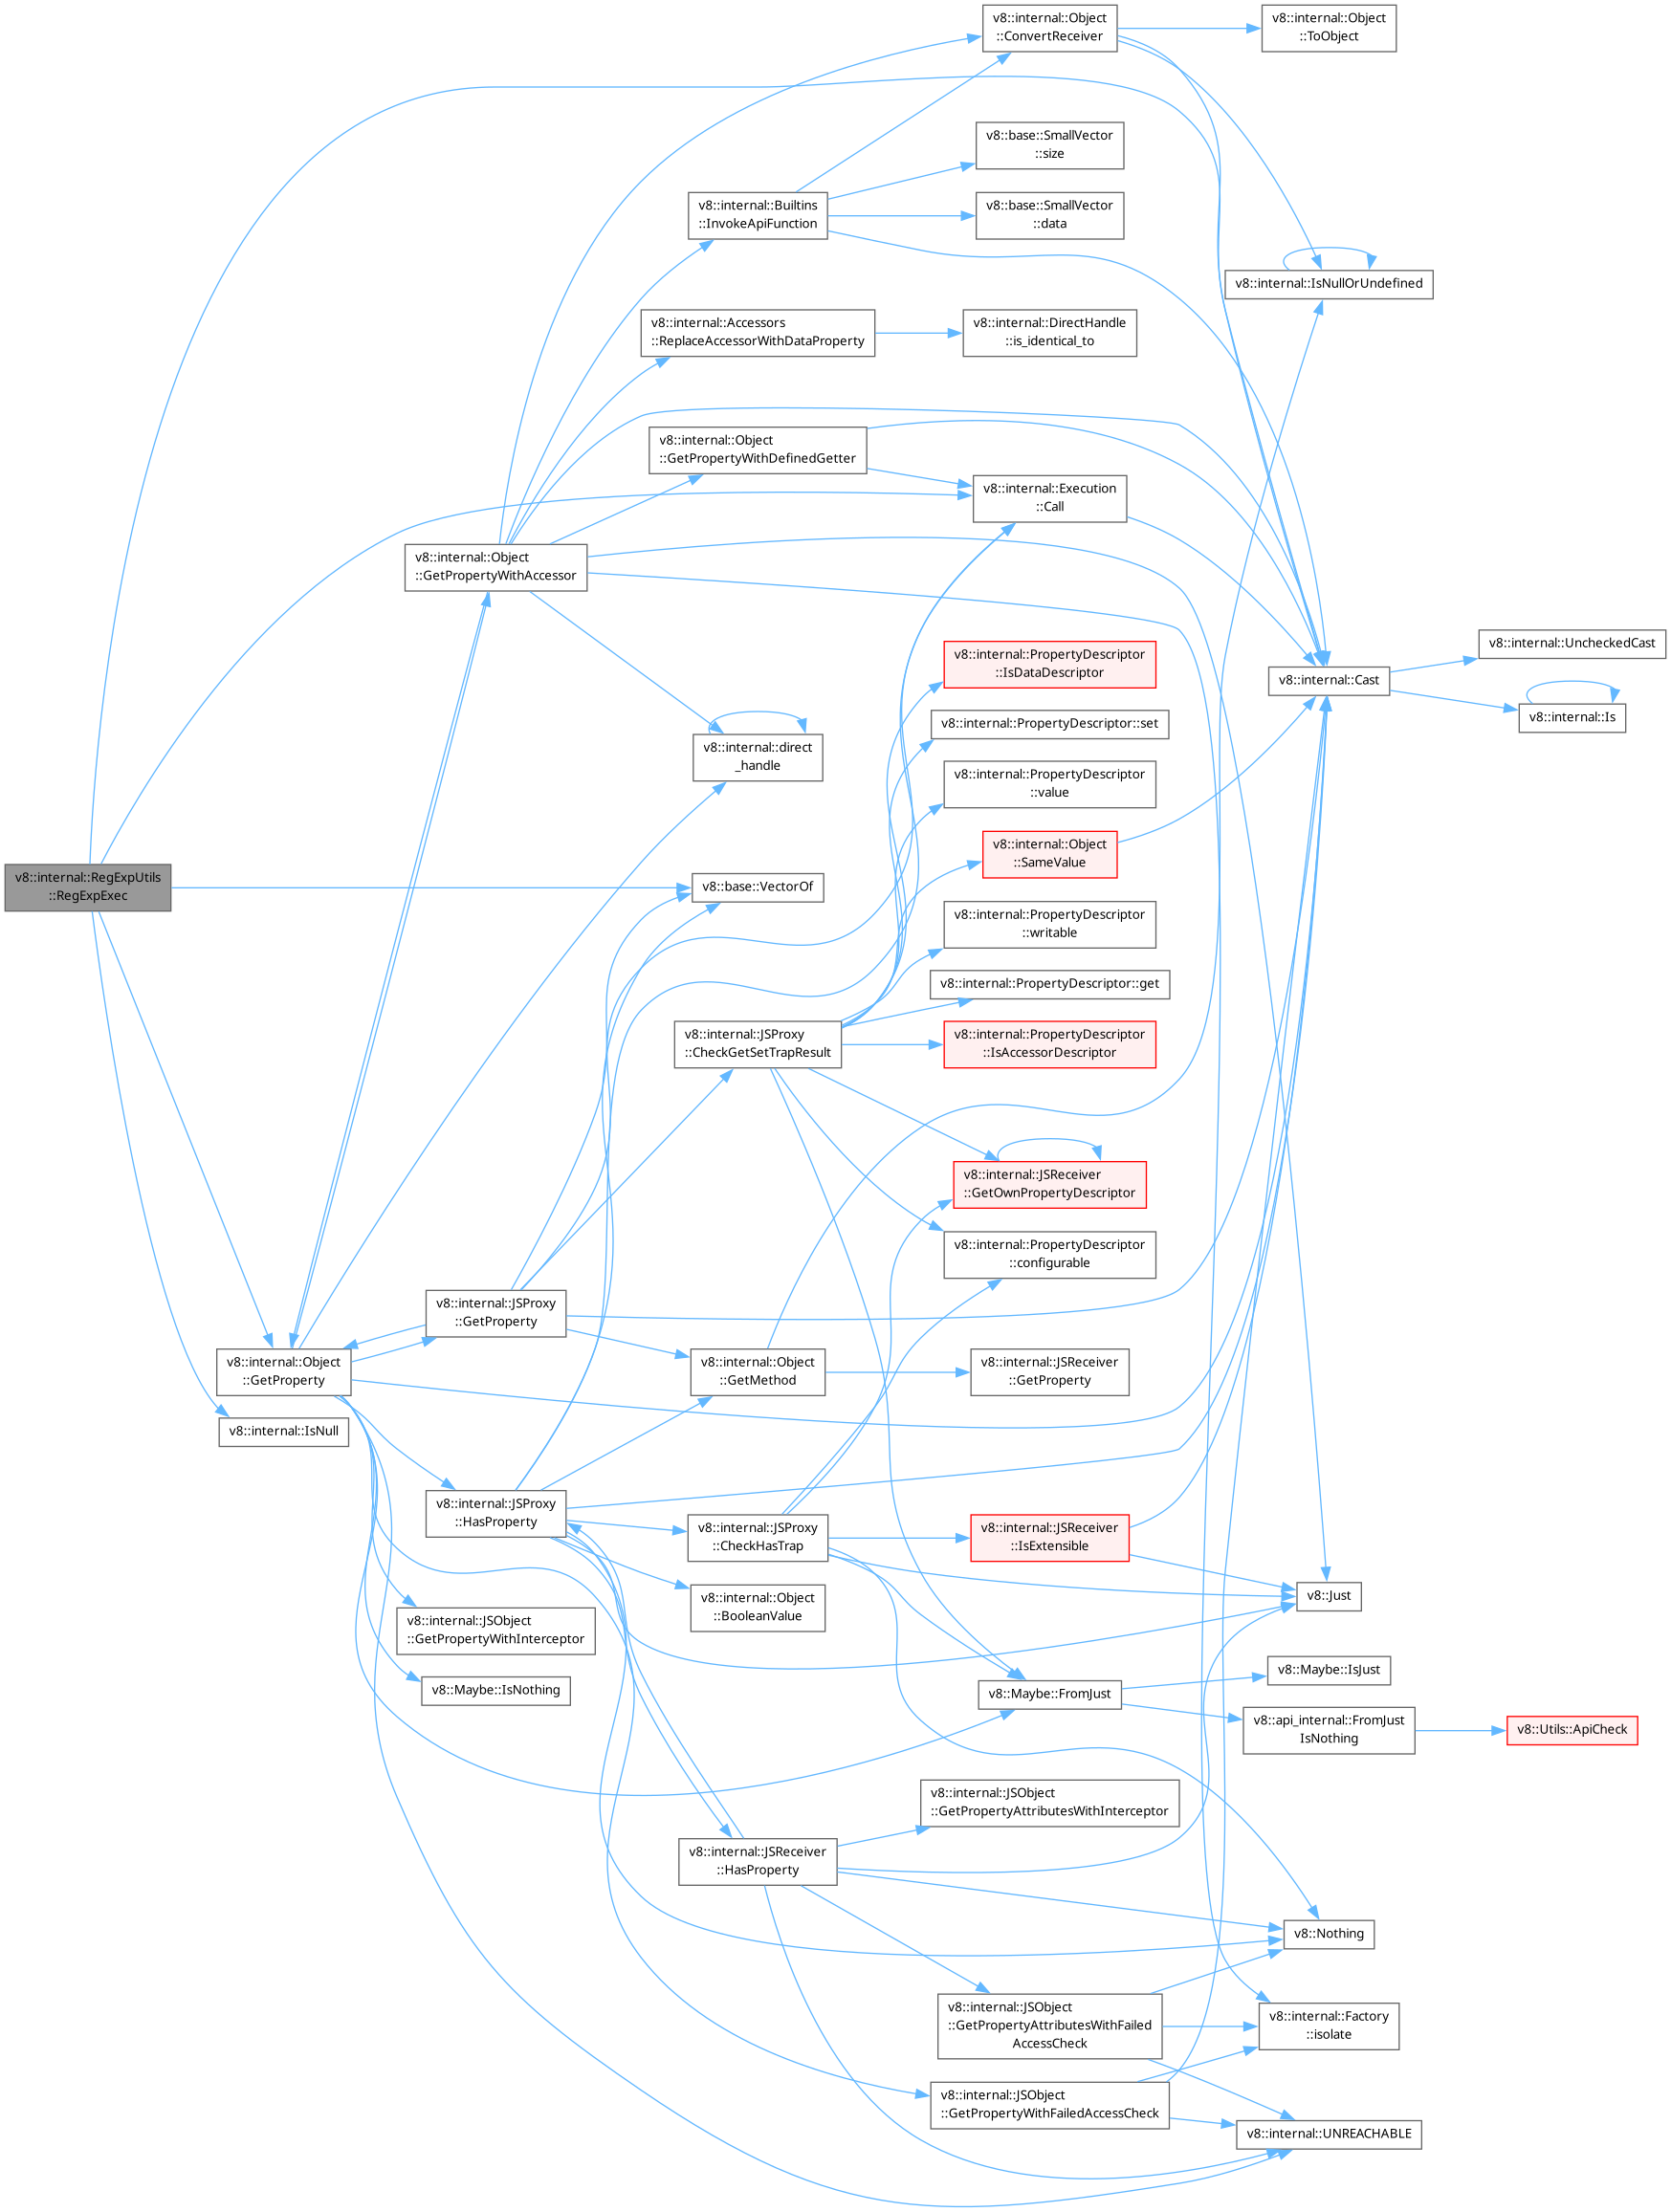 v8::internal::Object
::ConvertReceiver
v8::internal::Object
::ToObject
v8::base::SmallVector
::size
v8::internal::Builtins
::InvokeApiFunction
v8::base::SmallVector
::data
v8::internal::IsNullOrUndefined
v8::internal::Accessors
::ReplaceAccessorWithDataProperty
v8::internal::DirectHandle
::is_identical_to
v8::internal::Object
::GetPropertyWithDefinedGetter
v8::internal::Execution
::Call
v8::internal::Object
::GetPropertyWithAccessor
v8::internal::PropertyDescriptor
::IsDataDescriptor
v8::internal::UncheckedCast
v8::internal::Cast
v8::internal::Is
v8::internal::PropertyDescriptor::set
v8::internal::direct
_handle
v8::internal::PropertyDescriptor
::value
v8::internal::Object
::SameValue
v8::internal::RegExpUtils
::RegExpExec
v8::base::VectorOf
v8::internal::PropertyDescriptor
::writable
v8::internal::PropertyDescriptor::get
v8::internal::JSProxy
::CheckGetSetTrapResult
v8::internal::PropertyDescriptor
::IsAccessorDescriptor
v8::internal::JSReceiver
::GetOwnPropertyDescriptor
v8::internal::PropertyDescriptor
::configurable
v8::internal::JSProxy
::GetProperty
v8::internal::Object
::GetProperty
v8::internal::Object
::GetMethod
v8::internal::JSReceiver
::GetProperty
v8::internal::IsNull
v8::internal::JSProxy
::HasProperty
v8::internal::JSProxy
::CheckHasTrap
v8::internal::JSReceiver
::IsExtensible
v8::Just
v8::internal::Object
::BooleanValue
v8::internal::JSObject
::GetPropertyWithInterceptor
v8::Maybe::IsNothing
v8::Maybe::FromJust
v8::Maybe::IsJust
v8::api_internal::FromJust
IsNothing
v8::Utils::ApiCheck
v8::internal::JSObject
::GetPropertyAttributesWithInterceptor
v8::internal::JSReceiver
::HasProperty
v8::Nothing
v8::internal::JSObject
::GetPropertyAttributesWithFailed
AccessCheck
v8::internal::Factory
::isolate
v8::internal::JSObject
::GetPropertyWithFailedAccessCheck
v8::internal::UNREACHABLE